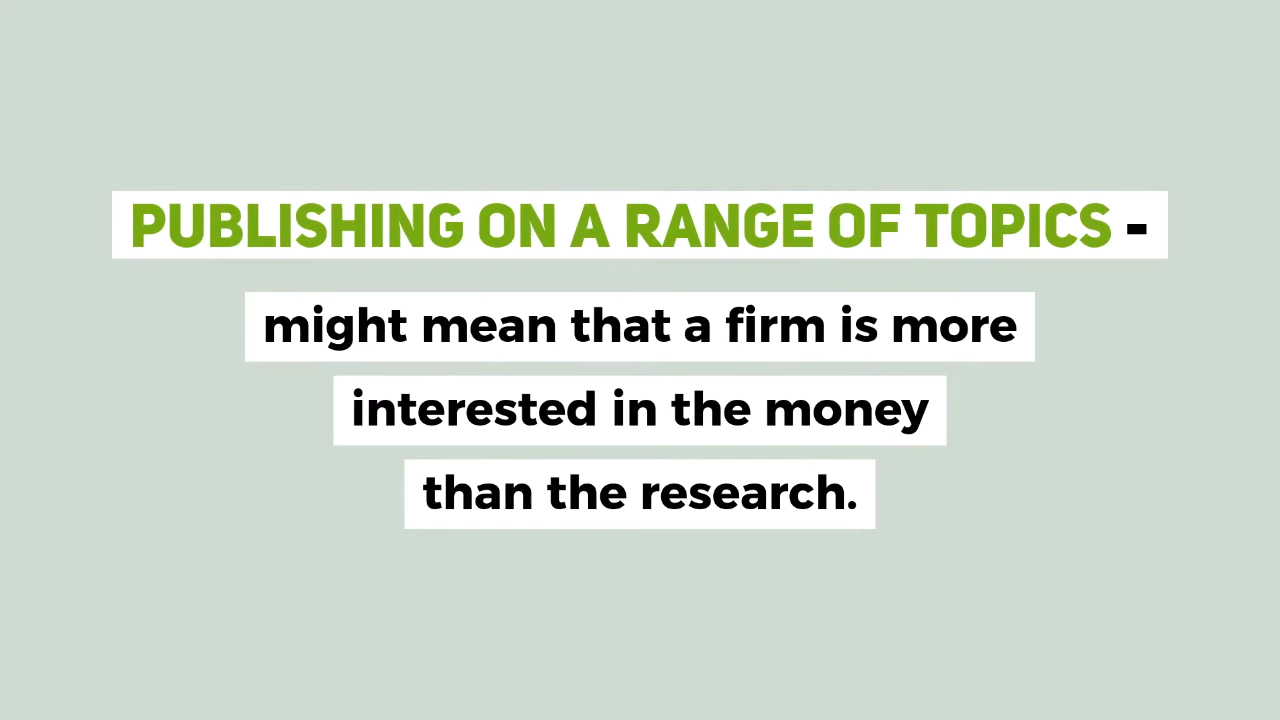 PUBLISHING ON A RANGE OF TOPICS -
might mean that a firm is more
interested in the money
than the research.